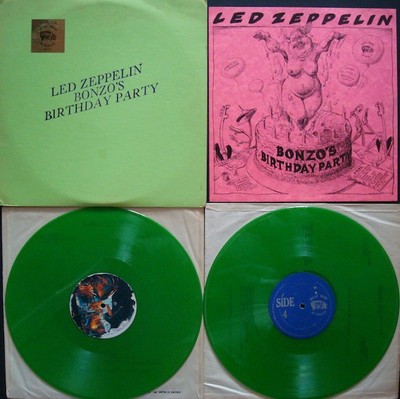 LED ZEPPELIN
BONZO'S
BIRTHDAY PARTY
LED ZEPPELIN
BONZO'S
BIRTHDAY PARTY
SIDE
4